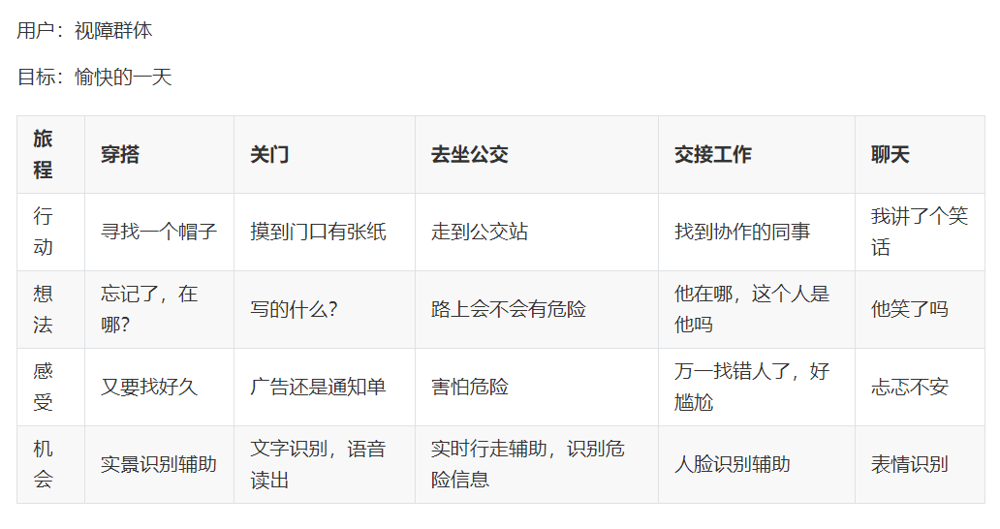 用户：视障群体
目标：愉快的一天
旅程 穿搭 关门 去坐公交 交接工作 聊天
行动 寻找一个帽子 摸到门口有张纸 走到公交站 找到协作的同事 我讲了个笑话
想法 忘记了，在哪？ 写的什么？ 路上会不会有危险 他在哪，这个人是他吗 他笑了吗
感受 又要找好久 广告还是通知单 害怕危险 万一找错人了，好尴尬 忐忑不安
机会 实景识别辅助 文字识别，语音读出 实时行走辅助，识别危险信息 人脸识别辅助 表情识别